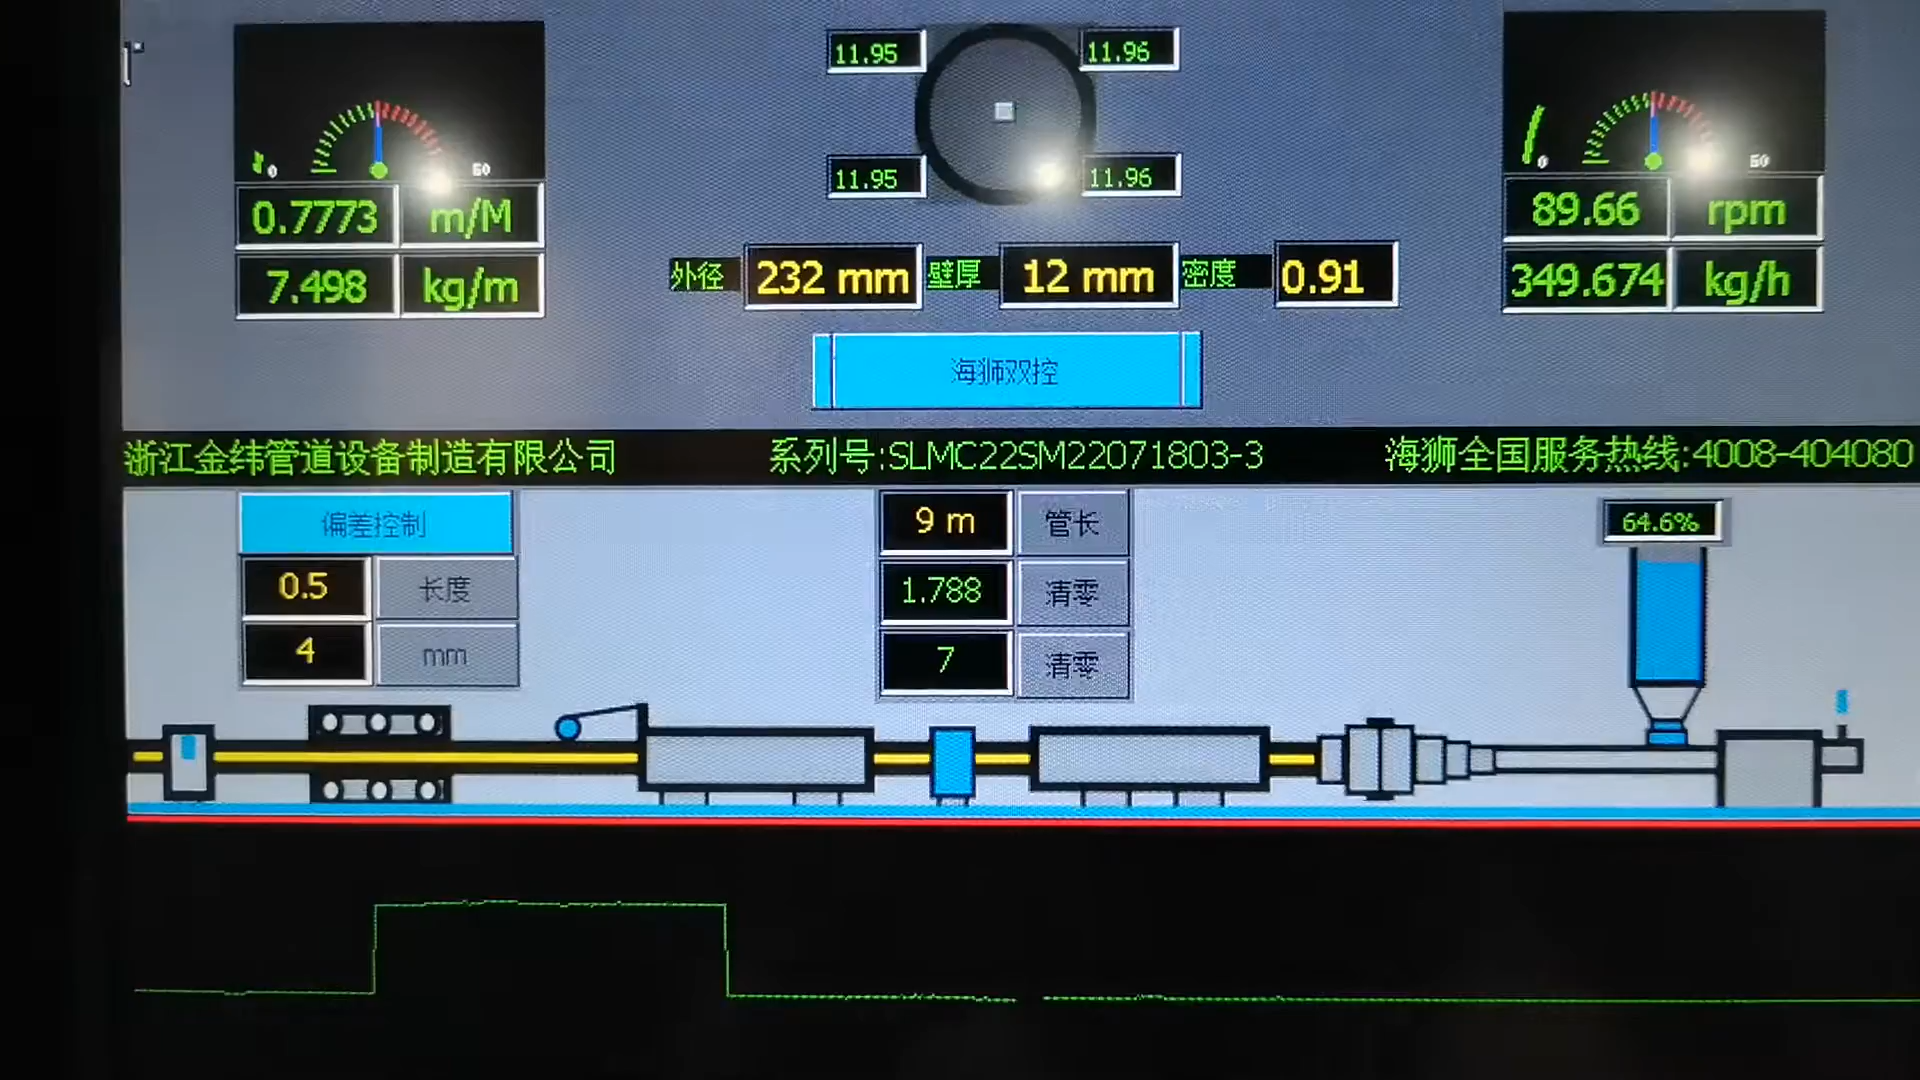 11.95 11.96
0 60
11.95 11.96
0 60
0.7773 m/M
89.66 rpm
7.498 kg/m
外径 232 mm 壁厚 12 mm 密度 0.91
349.674 kg/h
海狮双控
浙江金纬管道设备制造有限公司 系列号:SLMC22SM22071803-3 海狮全国服务热线:4008-404080
偏差控制
9 m 管长
64.6%
0.5 长度
1.788 清零
4 mm
7 清零